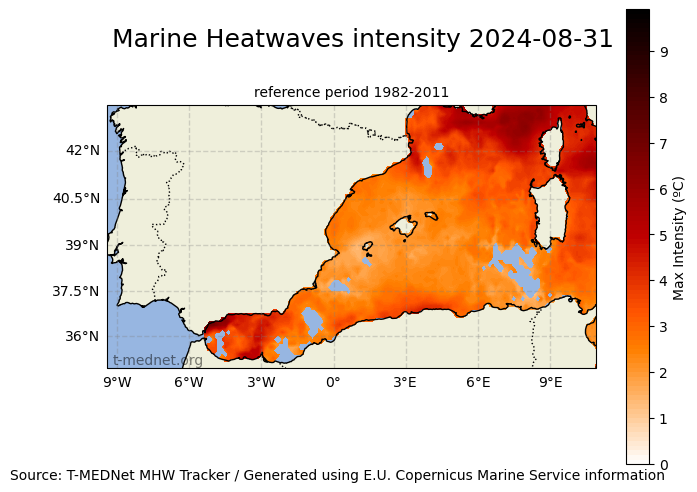 Marine Heatwaves intensity 2024-08-31
reference period 1982-2011
42°N
40.5°N
39°N
37.5°N
36°N
t-mednet.org
9°W 6°W 3°W 0° 3°E 6°E 9°E
9
8
7
6
5
4
3
2
1
0
Max Intensity (ºC)
Source: T-MEDNet MHW Tracker / Generated using E.U. Copernicus Marine Service information